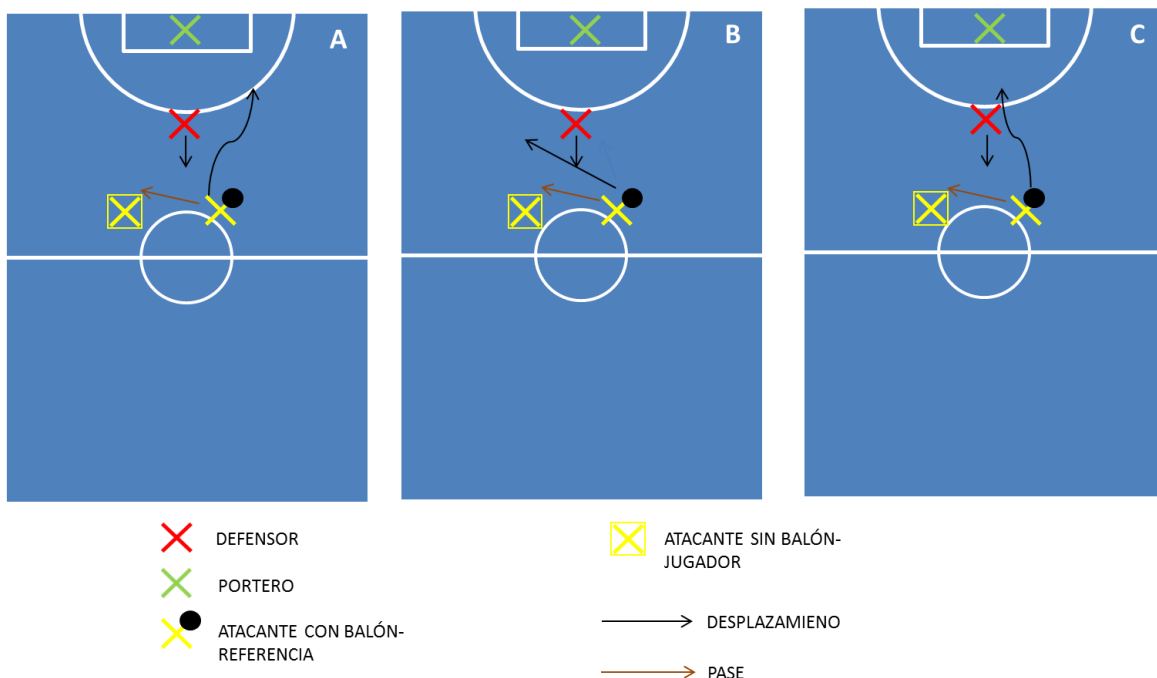 A
B
C
DEFENSOR
PORTERO
ATACANTE CON BALÓN-
REFERENCIA
ATACANTE SIN BALÓN-
JUGADOR
DESPLAZAMIENO
PASE